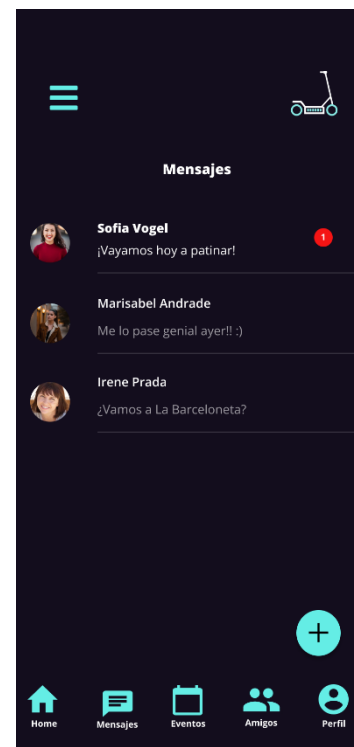 Mensajes
Sofia Vogel
¡Vayamos hoy a patinar!
1
Marisabel Andrade
Me lo pase genial ayer!! :)
Irene Prada
¿Vamos a La Barceloneta?
Home
Mensajes
Eventos
Amigos
Perfil